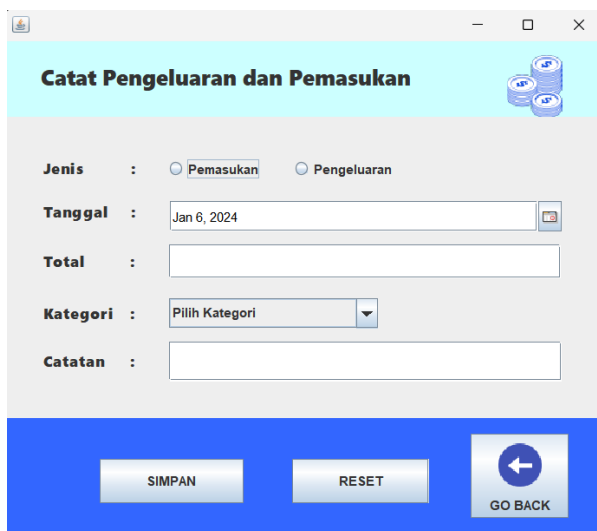 Catat Pengeluaran dan Pemasukan
Jenis : Pemasukan Pengeluaran
Tanggal : Jan 6, 2024
Total :
Kategori : Pilih Kategori
Catatan :
SIMPAN RESET GO BACK